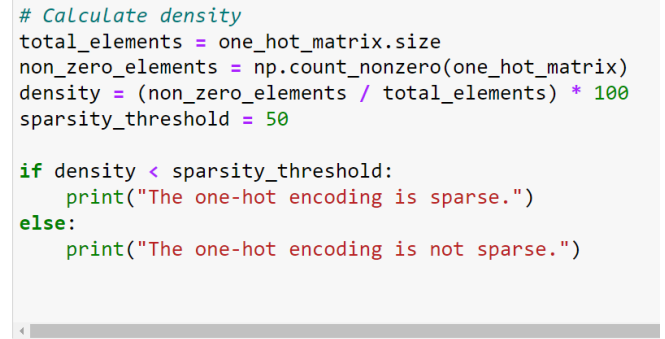 # Calculate density
total_elements = one_hot_matrix.size
non_zero_elements = np.count_nonzero(one_hot_matrix)
density = (non_zero_elements / total_elements) * 100
sparsity_threshold = 50
if density < sparsity_threshold:
    print("The one-hot encoding is sparse.")
else:
    print("The one-hot encoding is not sparse.")